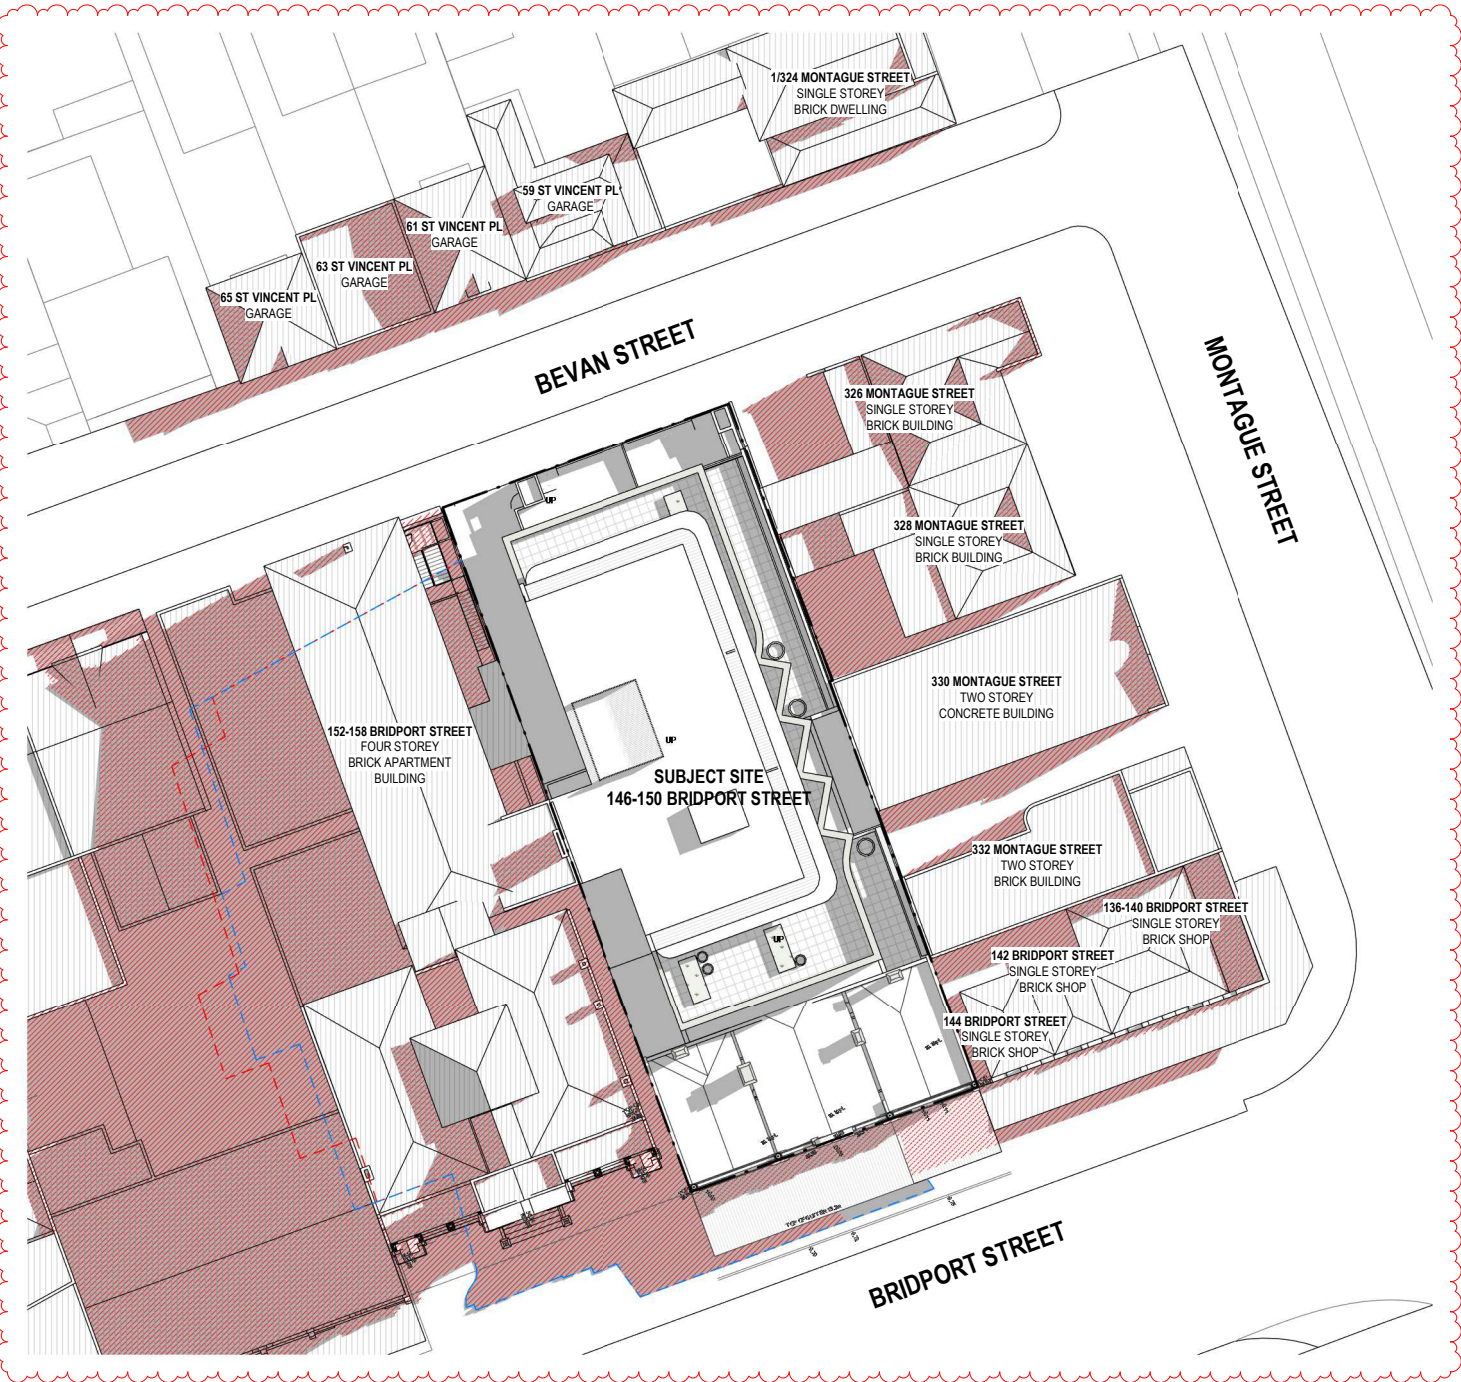 1/324 MONTAGUE STREET
SINGLE STOREY
BRICK DWELLING
59 ST VINCENT PL
GARAGE
61 ST VINCENT PL
GARAGE
63 ST VINCENT PL
GARAGE
65 ST VINCENT PL
GARAGE
BEVAN STREET
MONTAGUE STREET
326 MONTAGUE STREET
SINGLE STOREY
BRICK BUILDING
UP
328 MONTAGUE STREET
SINGLE STOREY
BRICK BUILDING
330 MONTAGUE STREET
TWO STOREY
CONCRETE BUILDING
152-158 BRIDPORT STREET
FOUR STOREY
BRICK APARTMENT
BUILDING
UP
SUBJECT SITE
146-150 BRIDPORT STREET
332 MONTAGUE STREET
TWO STOREY
BRICK BUILDING
136-140 BRIDPORT STREET
SINGLE STOREY
BRICK SHOP
UP
142 BRIDPORT STREET
SINGLE STOREY
BRICK SHOP
144 BRIDPORT STREET
SINGLE STOREY
BRICK SHOP
BRIDPORT STREET